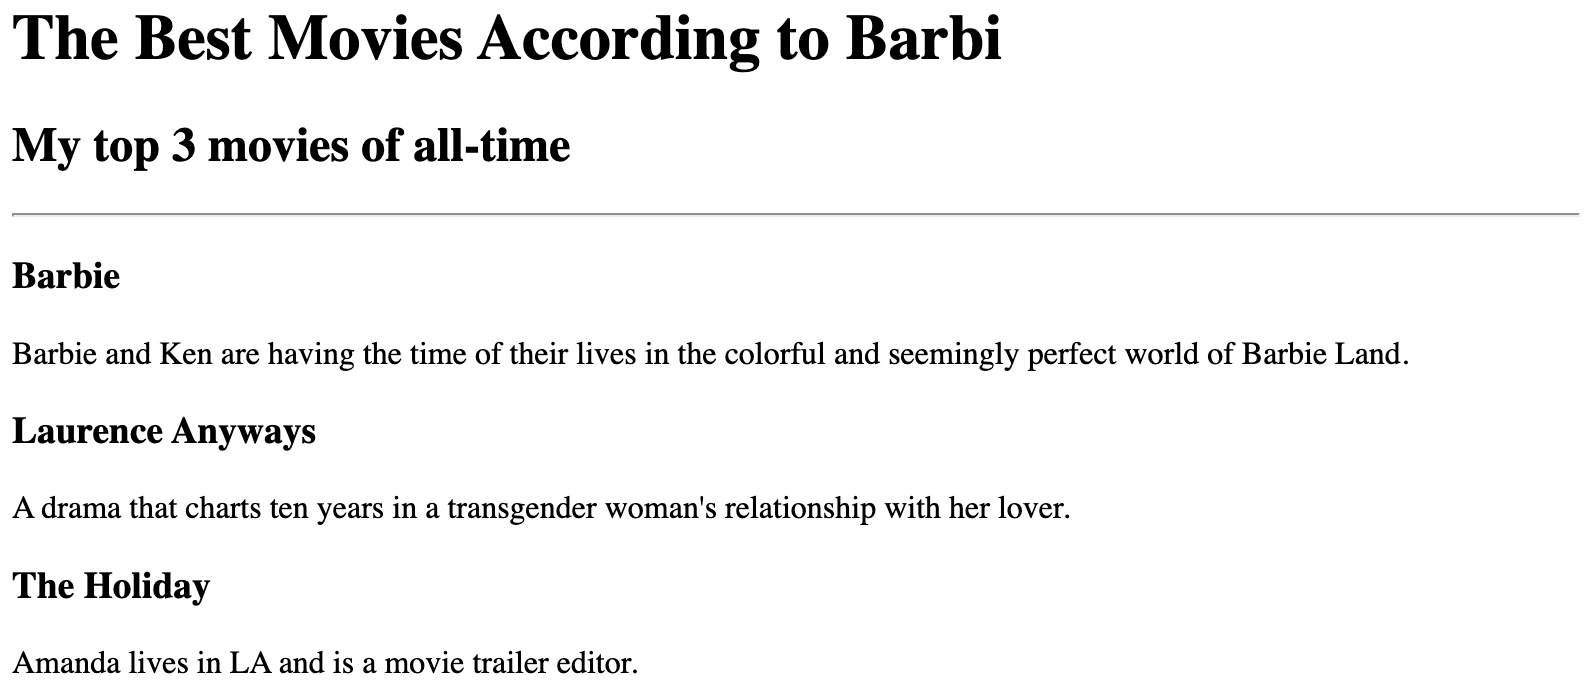 The Best Movies According to Barbi
My top 3 movies of all-time
Barbie
Barbie and Ken are having the time of their lives in the colorful and seemingly perfect world of Barbie Land.
Laurence Anyways
A drama that charts ten years in a transgender woman's relationship with her lover.
The Holiday
Amanda lives in LA and is a movie trailer editor.